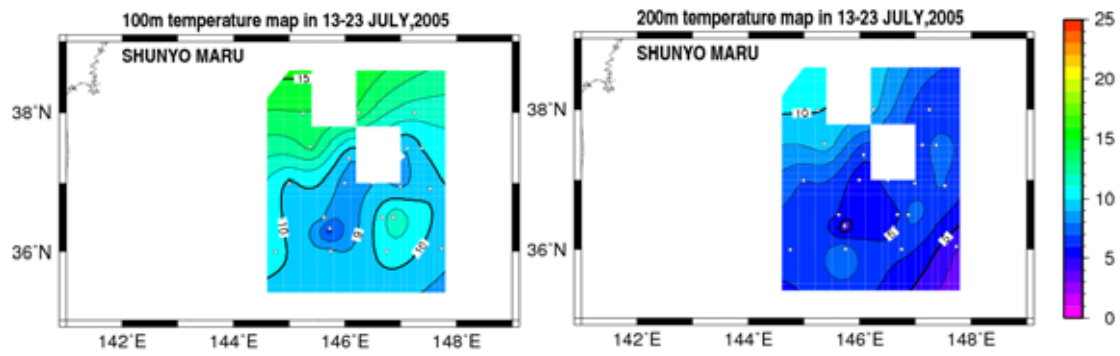 100m temperature map in 13-23 JULY,2005
SHUNYO MARU
38˚N
36˚N
142˚E
144˚E
146˚E
148˚E
15
10
9
10
200m temperature map in 13-23 JULY,2005
SHUNYO MARU
38˚N
36˚N
142˚E
144˚E
146˚E
148˚E
10
5
25
20
15
10
5
0